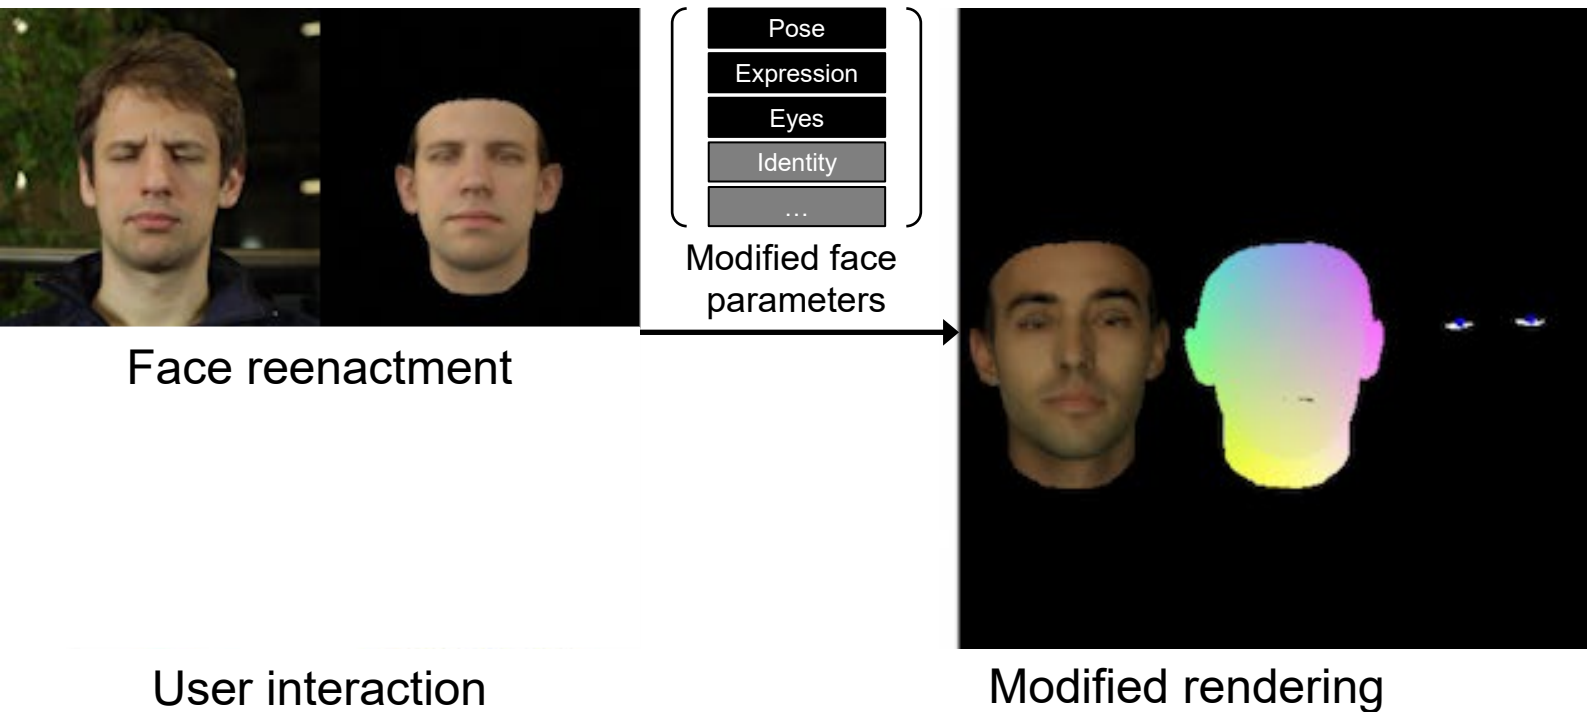 Pose
Expression
Eyes
Identity
...
Modified face
parameters
Face reenactment
User interaction
Modified rendering